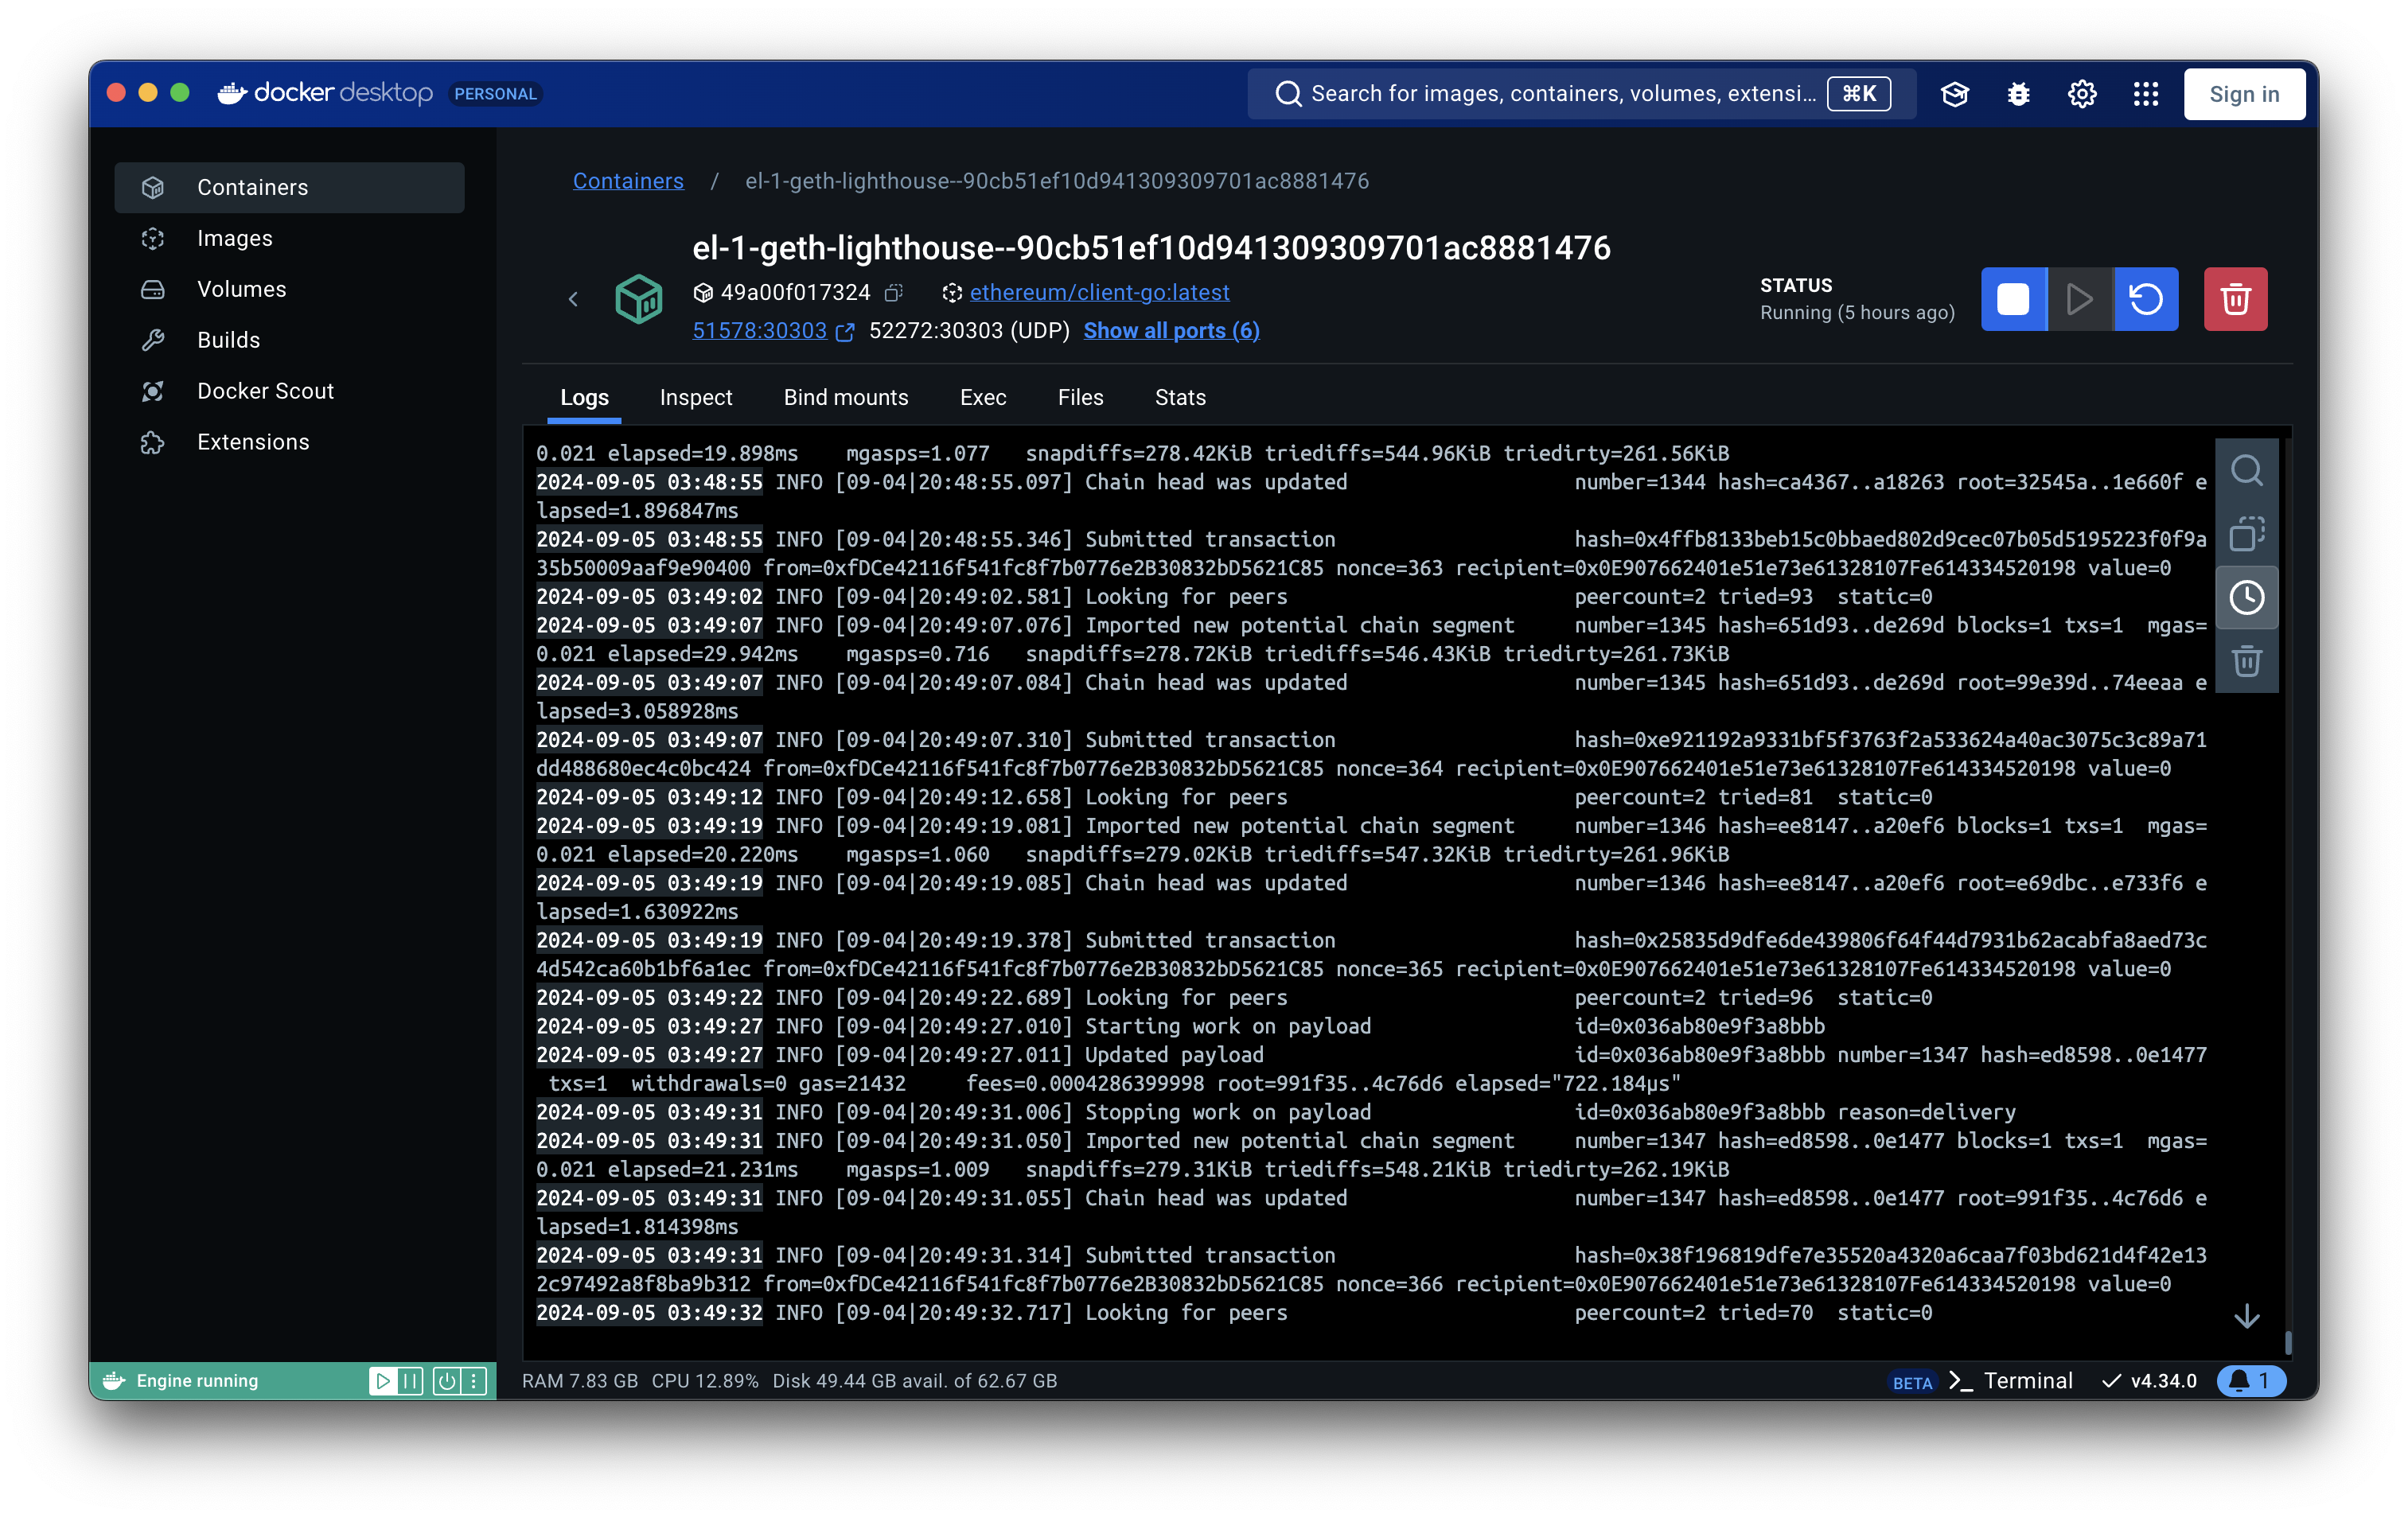 docker desktop PERSONAL
Search for images, containers, volumes, extensi... ⌘K
Sign in
Containers
Images
Volumes
Builds
Docker Scout
Extensions
Containers / el-1-geth-lighthouse--90cb51ef10d941309309701ac8881476
el-1-geth-lighthouse--90cb51ef10d941309309701ac8881476
49a00f017324 ethereum/client-go:latest
51578:30303 52272:30303 (UDP) Show all ports (6)
STATUS
Running (5 hours ago)
Logs Inspect Bind mounts Exec Files Stats
0.021 elapsed=19.898ms mgasps=1.077 snapdiffs=278.42KiB triediffs=544.96KiB triedirty=261.56KiB
2024-09-05 03:48:55 INFO [09-04|20:48:55.097] Chain head was updated number=1344 hash=ca4367..a18263 root=32545a..1e660f e
lapsed=1.896847ms
2024-09-05 03:48:55 INFO [09-04|20:48:55.346] Submitted transaction hash=0x4ffb8133beb15c0bbaed802d9cec07b05d5195223f0f9a
35b50009aaf9e90400 from=0xfDCe42116f541fc8f7b0776e2B30832bD5621C85 nonce=363 recipient=0x0E907662401e51e73e61328107Fe614334520198 value=0
2024-09-05 03:49:02 INFO [09-04|20:49:02.581] Looking for peers peercount=2 tried=93 static=0
2024-09-05 03:49:07 INFO [09-04|20:49:07.076] Imported new potential chain segment number=1345 hash=651d93..de269d blocks=1 txs=1 mgas=
0.021 elapsed=29.942ms mgasps=0.716 snapdiffs=278.72KiB triediffs=546.43KiB triedirty=261.73KiB
2024-09-05 03:49:07 INFO [09-04|20:49:07.084] Chain head was updated number=1345 hash=651d93..de269d root=99e39d..74eeaa e
lapsed=3.058928ms
2024-09-05 03:49:07 INFO [09-04|20:49:07.310] Submitted transaction hash=0xe921192a9331bf5f3763f2a533624a40ac3075c3c89a71
dd488680ec4c0bc424 from=0xfDCe42116f541fc8f7b0776e2B30832bD5621C85 nonce=364 recipient=0x0E907662401e51e73e61328107Fe614334520198 value=0
2024-09-05 03:49:12 INFO [09-04|20:49:12.658] Looking for peers peercount=2 tried=81 static=0
2024-09-05 03:49:19 INFO [09-04|20:49:19.081] Imported new potential chain segment number=1346 hash=ee8147..a20ef6 blocks=1 txs=1 mgas=
0.021 elapsed=20.220ms mgasps=1.060 snapdiffs=279.02KiB triediffs=547.32KiB triedirty=261.96KiB
2024-09-05 03:49:19 INFO [09-04|20:49:19.085] Chain head was updated number=1346 hash=ee8147..a20ef6 root=e69dbc..e733f6 e
lapsed=1.630922ms
2024-09-05 03:49:19 INFO [09-04|20:49:19.378] Submitted transaction hash=0x25835d9dfe6de439806f64f44d7931b62acabfa8aed73c
4d542ca60b1bf6a1ec from=0xfDCe42116f541fc8f7b0776e2B30832bD5621C85 nonce=365 recipient=0x0E907662401e51e73e61328107Fe614334520198 value=0
2024-09-05 03:49:22 INFO [09-04|20:49:22.689] Looking for peers peercount=2 tried=96 static=0
2024-09-05 03:49:27 INFO [09-04|20:49:27.010] Starting work on payload id=0x036ab80e9f3a8bbb
2024-09-05 03:49:27 INFO [09-04|20:49:27.011] Updated payload id=0x036ab80e9f3a8bbb number=1347 hash=ed8598..0e1477
txs=1 withdrawals=0 gas=21432 fees=0.0004286399998 root=991f35..4c76d6 elapsed="722.184µs"
2024-09-05 03:49:31 INFO [09-04|20:49:31.006] Stopping work on payload id=0x036ab80e9f3a8bbb reason=delivery
2024-09-05 03:49:31 INFO [09-04|20:49:31.050] Imported new potential chain segment number=1347 hash=ed8598..0e1477 blocks=1 txs=1 mgas=
0.021 elapsed=21.231ms mgasps=1.009 snapdiffs=279.31KiB triediffs=548.21KiB triedirty=262.19KiB
2024-09-05 03:49:31 INFO [09-04|20:49:31.055] Chain head was updated number=1347 hash=ed8598..0e1477 root=991f35..4c76d6 e
lapsed=1.814398ms
2024-09-05 03:49:31 INFO [09-04|20:49:31.314] Submitted transaction hash=0x38f196819dfe7e35520a4320a6caa7f03bd621d4f42e13
2c97492a8f8ba9b312 from=0xfDCe42116f541fc8f7b0776e2B30832bD5621C85 nonce=366 recipient=0x0E907662401e51e73e61328107Fe614334520198 value=0
2024-09-05 03:49:32 INFO [09-04|20:49:32.717] Looking for peers peercount=2 tried=70 static=0
Engine running
RAM 7.83 GB CPU 12.89% Disk 49.44 GB avail. of 62.67 GB
BETA Terminal v4.34.0 1